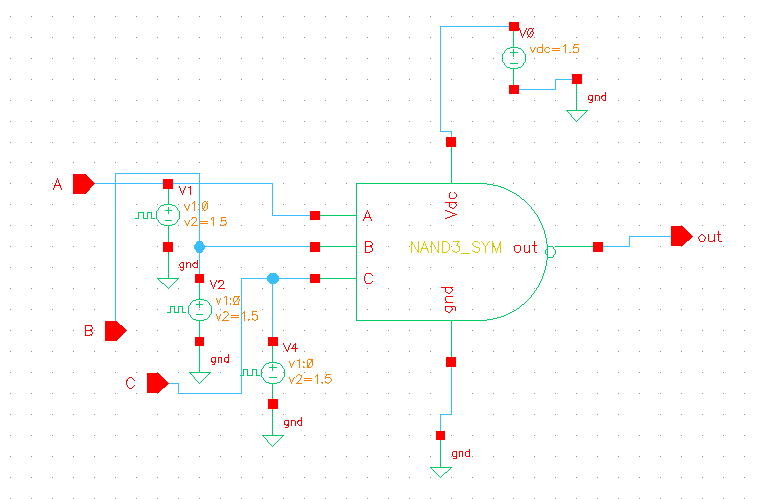 V0
vdc=1.5
gnd
A
V1
v1:0
v2=1.5
gnd
Vdc
A
B
C
NAND3_SYM
out
gnd
out
V2
v1:0
v2=1.5
gnd
B
C
V4
v1:0
v2=1.5
gnd
gnd